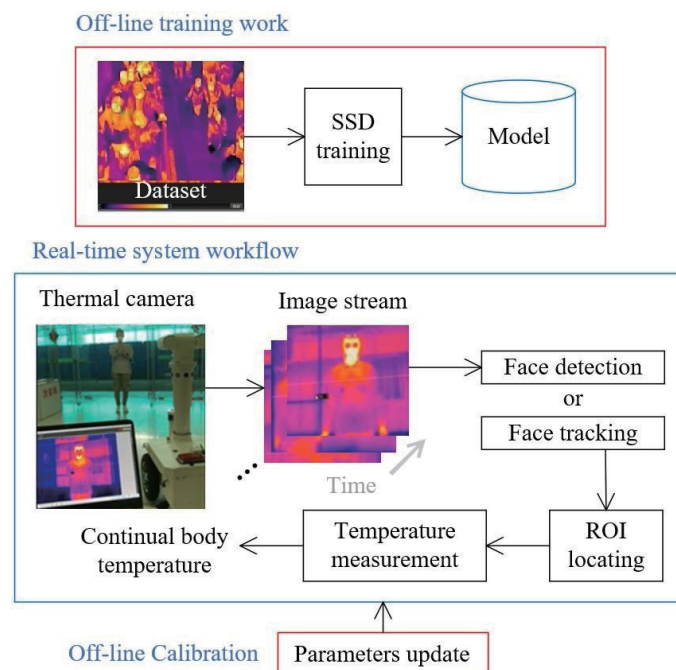 Off-line training work
Dataset
SSD
training
Model
Real-time system workflow
Thermal camera
Image stream
Face detection
or
Face tracking
Time
Continual body
temperature
Temperature
measurement
ROI
locating
Off-line Calibration
Parameters update